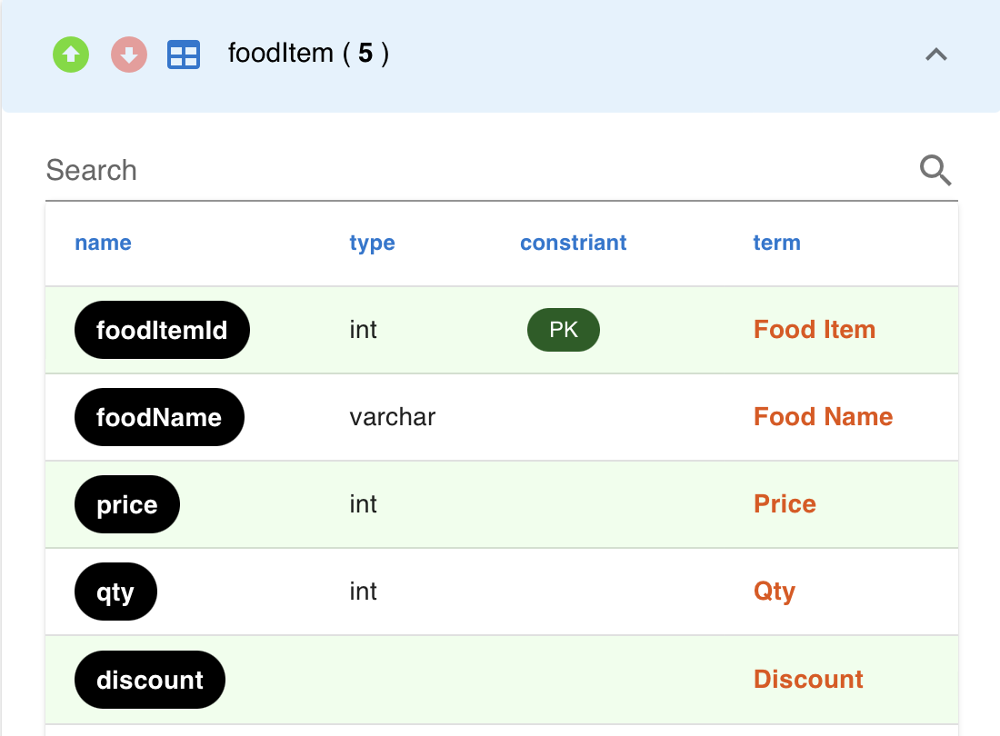 foodItem ( 5 )
Search
name type constriant term
foodItemId int PK Food Item
foodName varchar Food Name
price int Price
qty int Qty
discount Discount